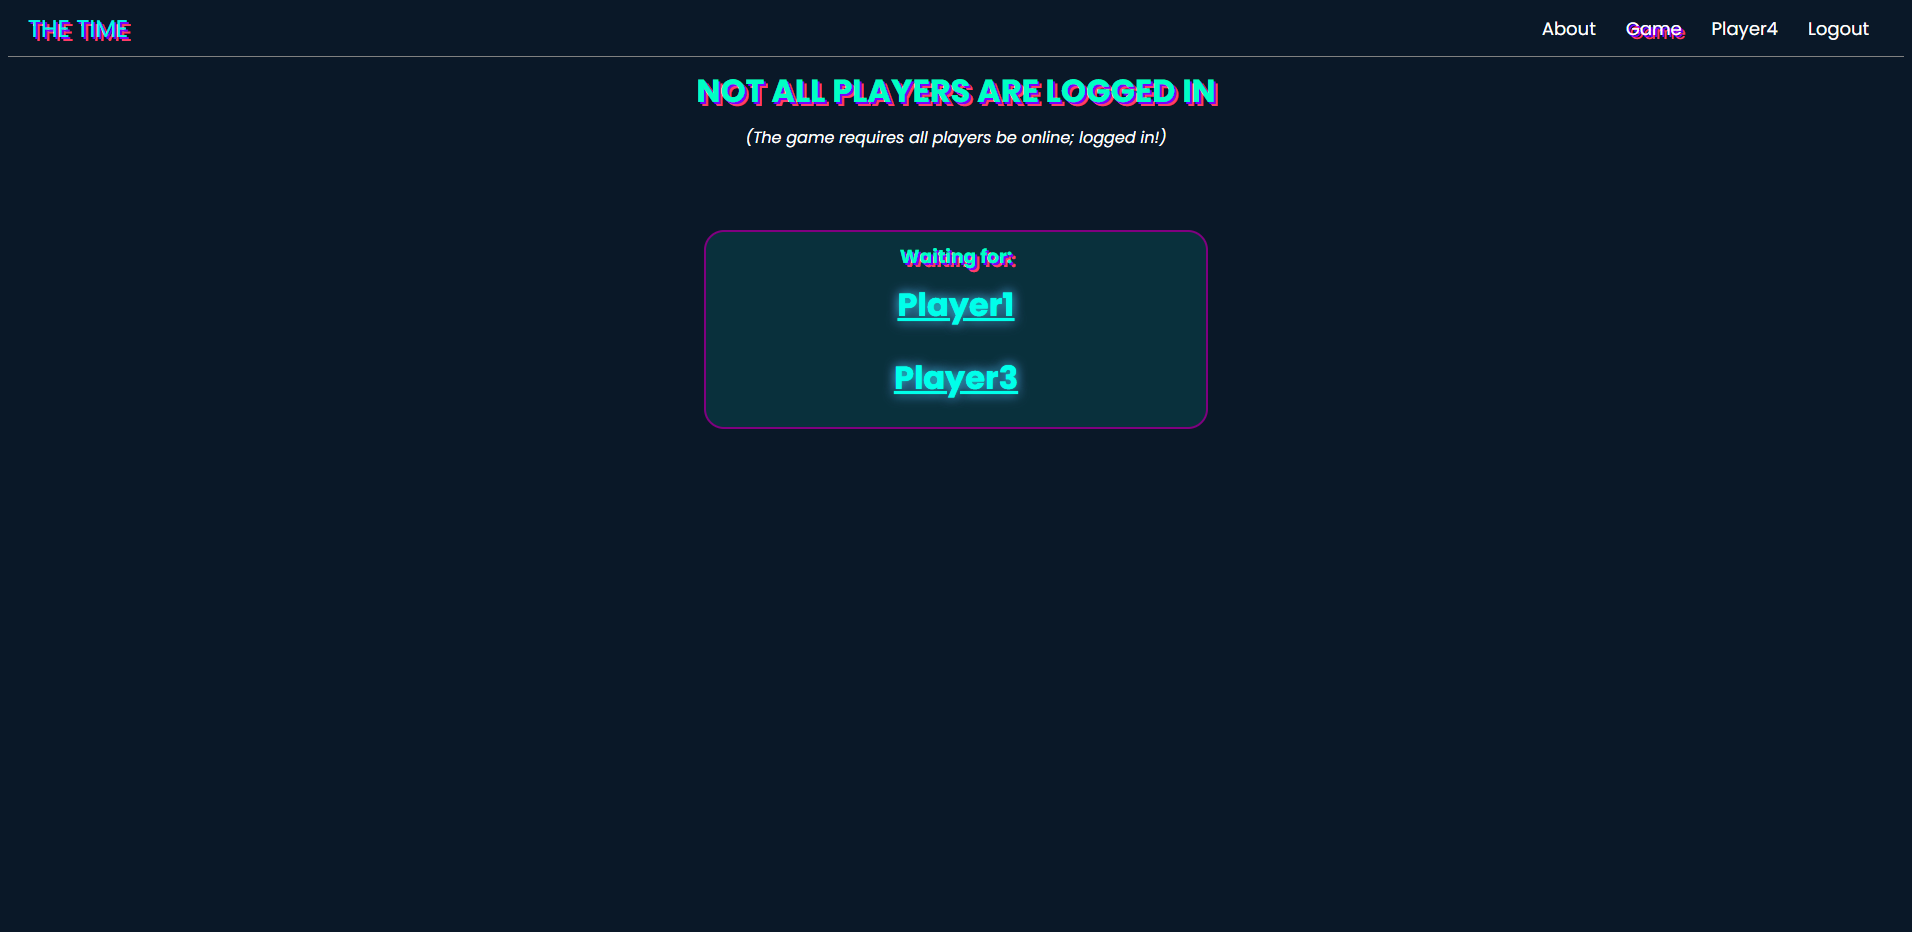 THE TIME
About Game Player4 Logout
NOT ALL PLAYERS ARE LOGGED IN
(The game requires all players be online; logged in!)
Waiting for:
Player1
Player3